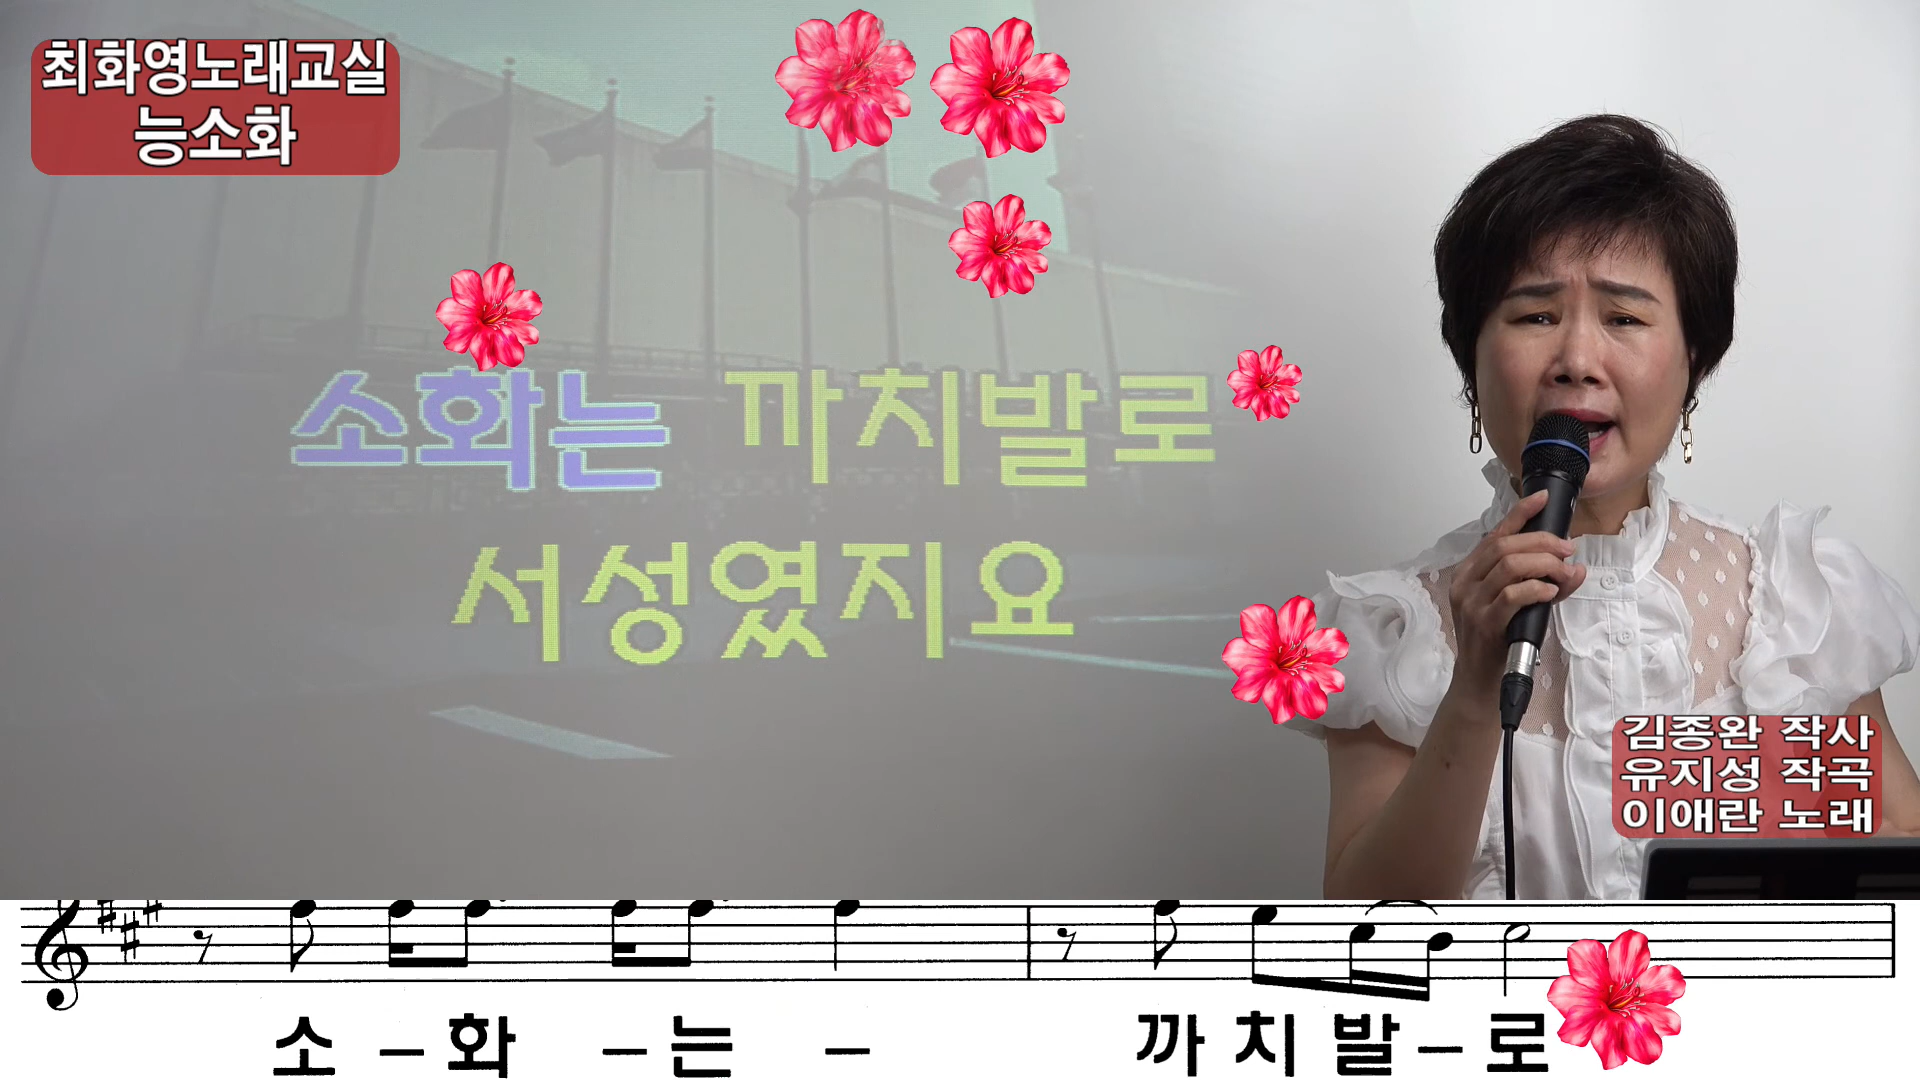 최화영노래교실
능소화
소화는 까치발로
서성였지요
김종완 작사
유지성 작곡
이애란 노래
소 – 화 – 는 – 까 치 발 – 로